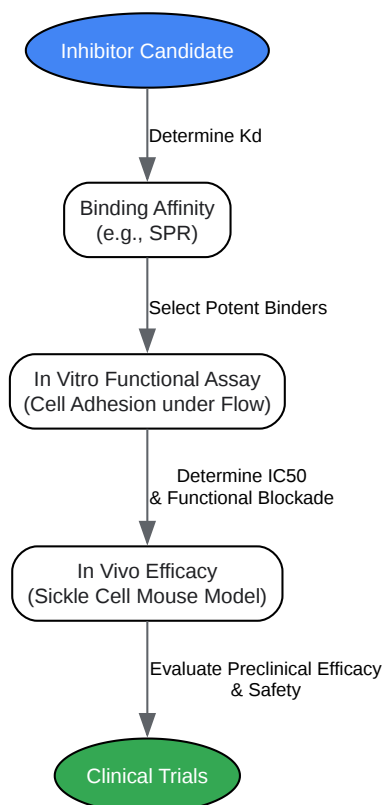 Inhibitor Candidate
Determine Kd
Binding Affinity
(e.g., SPR)
Select Potent Binders
In Vitro Functional Assay
(Cell Adhesion under Flow)
Determine IC50
& Functional Blockade
In Vivo Efficacy
(Sickle Cell Mouse Model)
Evaluate Preclinical Efficacy
& Safety
Clinical Trials